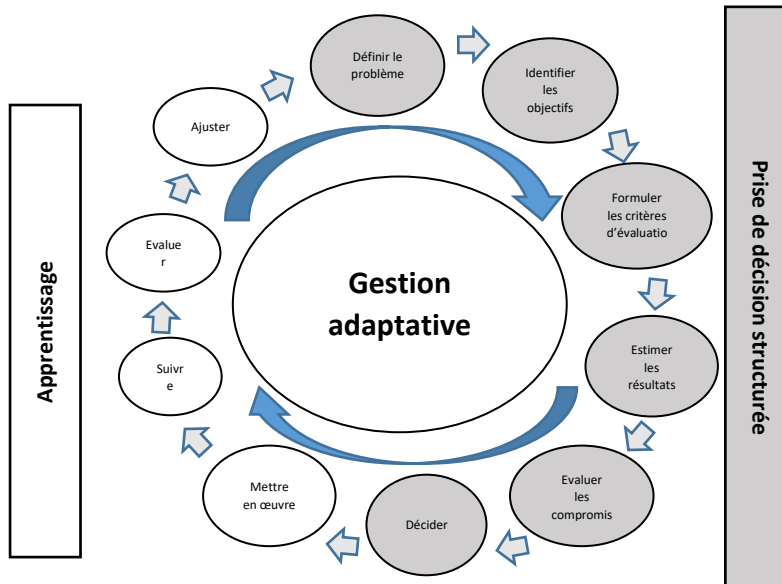 Définir le
problème
Identifier
les
objectifs
Formuler
les critères
d'évaluatio
Estimer
les
résultats
Evaluer
les
compromis
Décider
Mettre
en œuvre
Suivr
e
Evalue
r
Ajuster
Gestion
adaptative
Apprentissage
Prise de décision structurée